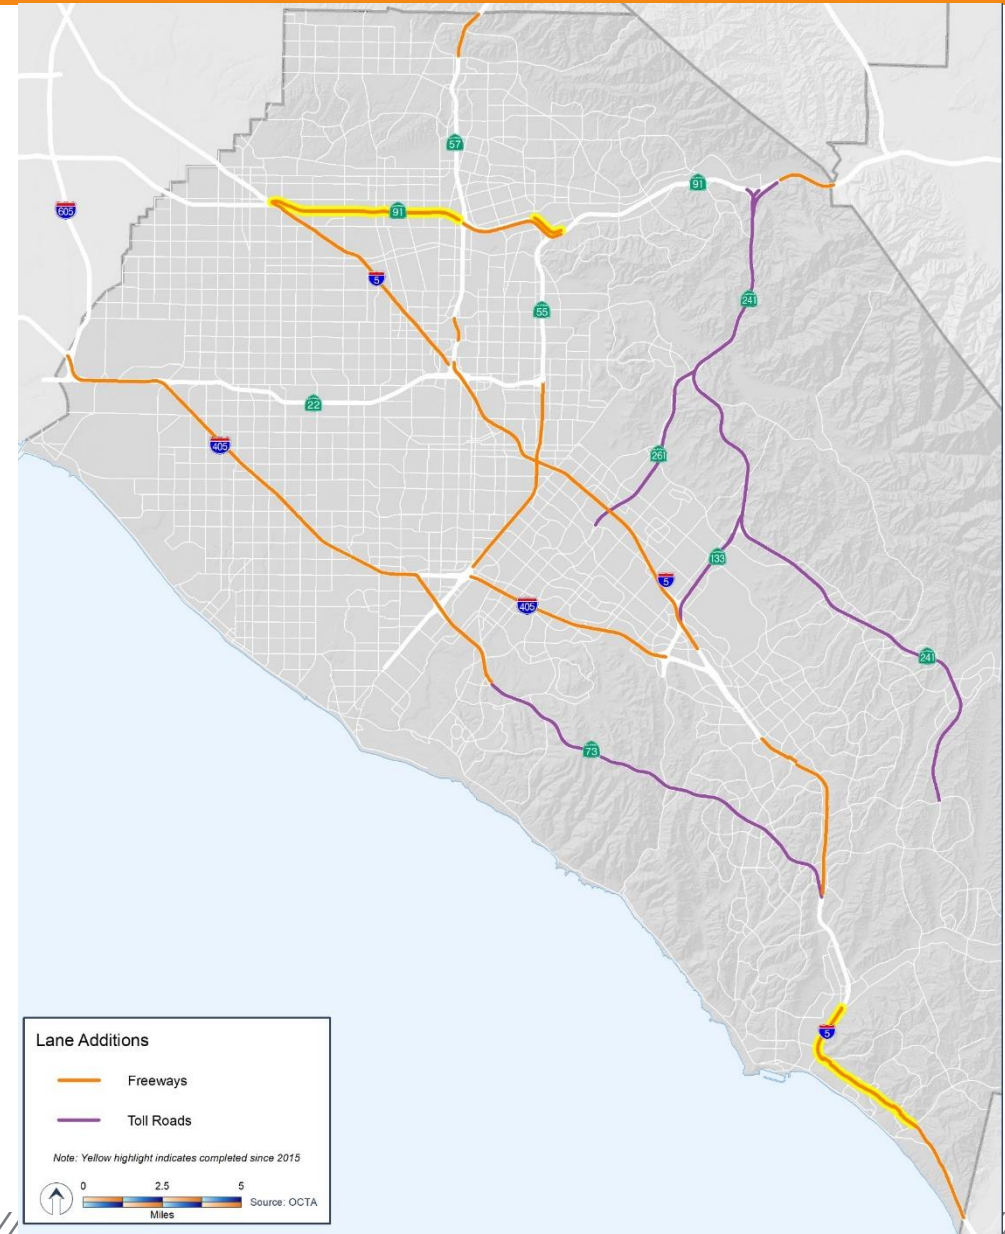 57
91
605
91
5
241
55
22
405
261
133
5
405
241
73
5
Lane Additions
Freeways
Toll Roads
Note: Yellow highlight indicates completed since 2015
0 2.5 5
Source: OCTA
Miles